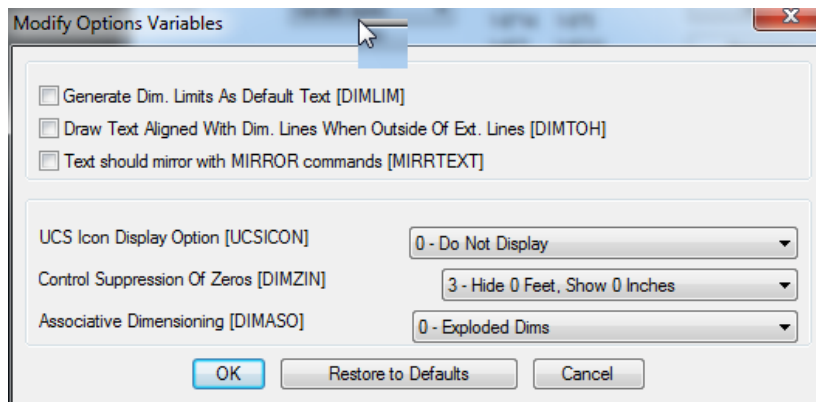 Modify Options Variables
X
Generate Dim. Limits As Default Text [DIMLIM]
Draw Text Aligned With Dim. Lines When Outside Of Ext. Lines [DIMTOH]
Text should mirror with MIRROR commands [MIRRTEXT]
UCS Icon Display Option [UCSICON] 0 - Do Not Display
Control Suppression Of Zeros [DIMZIN] 3 - Hide 0 Feet, Show 0 Inches
Associative Dimensioning [DIMASO] 0 - Exploded Dims
OK Restore to Defaults Cancel